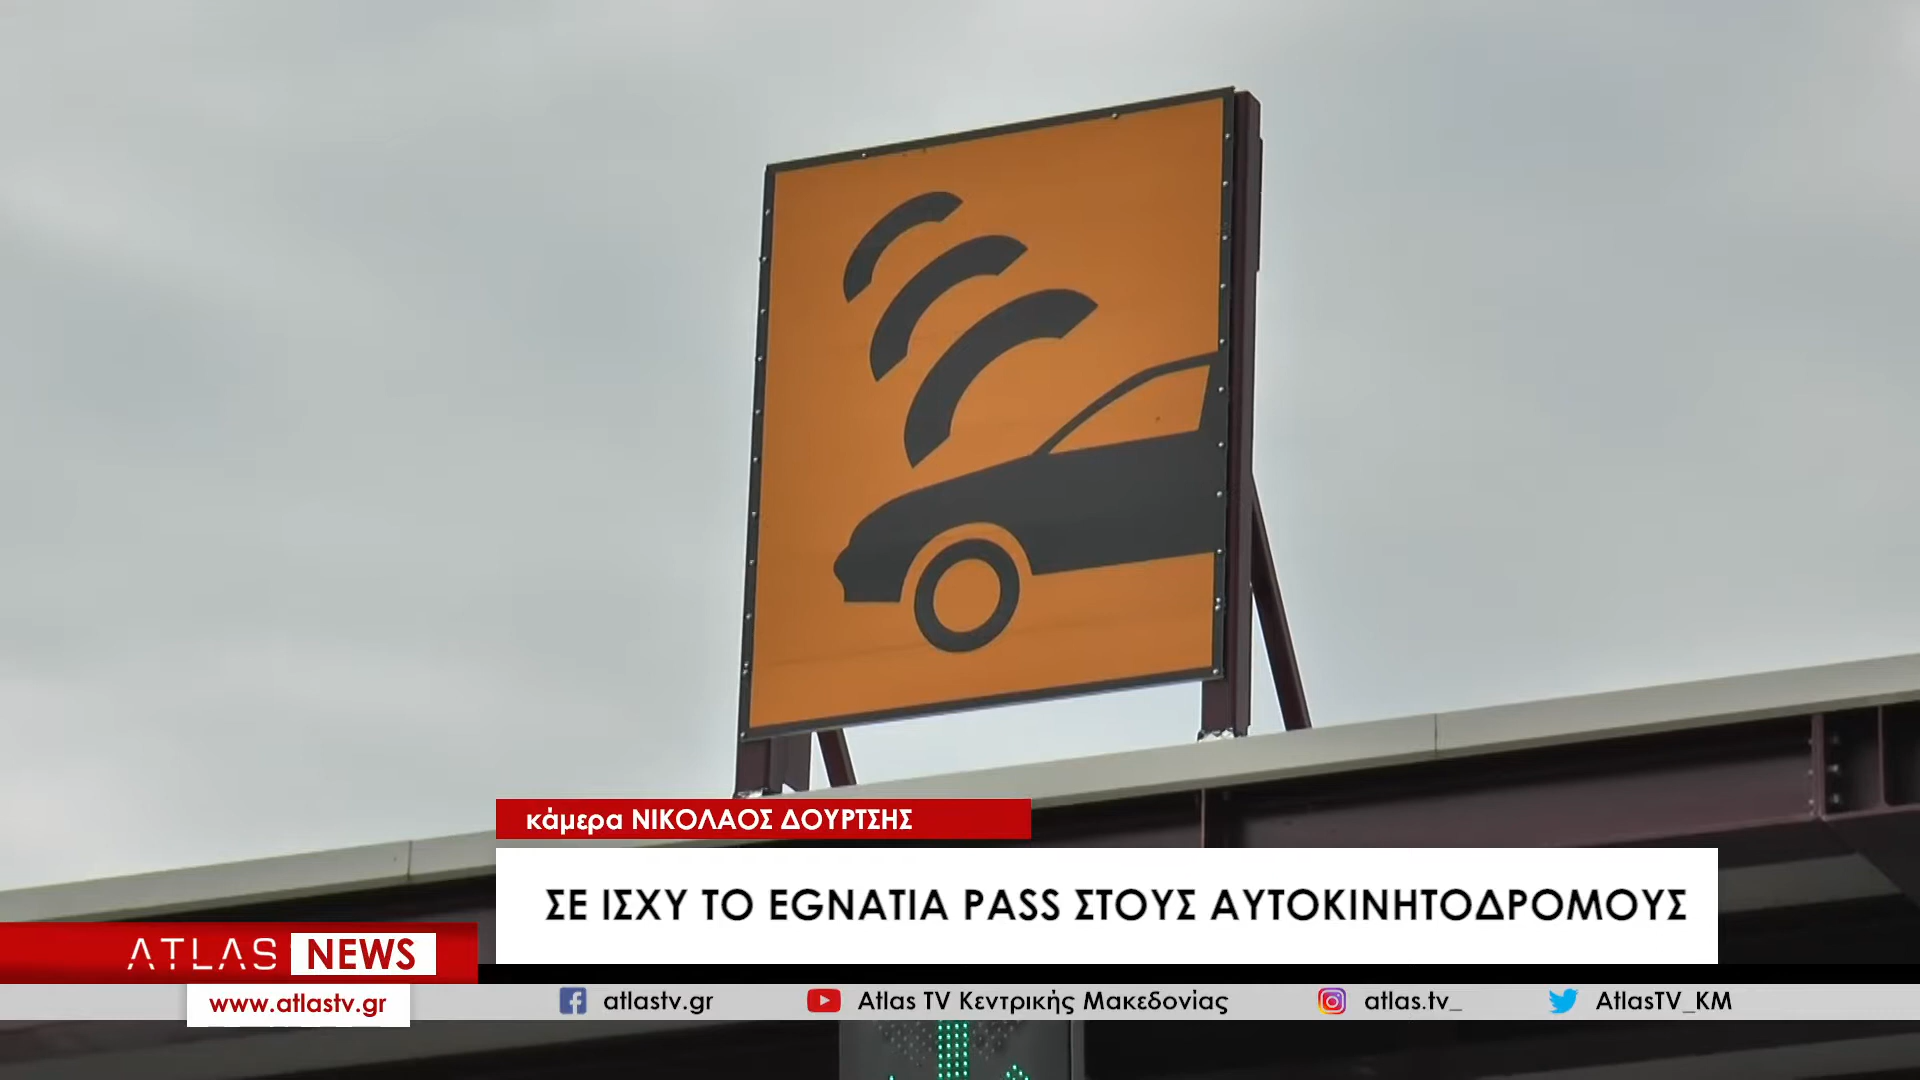 κάμερα ΝΙΚΟΛΑΟΣ ΔΟΥΡΤΣΗΣ
ΣΕ ΙΣΧΥ ΤΟ EGNATIA PASS ΣΤΟΥΣ ΑΥΤΟΚΙΝΗΤΟΔΡΟΜΟΥΣ
ATLAS NEWS
www.atlastv.gr
atlastv.gr
Atlas TV Κεντρικής Μακεδονίας
atlas.tv_
AtlasTV_KM